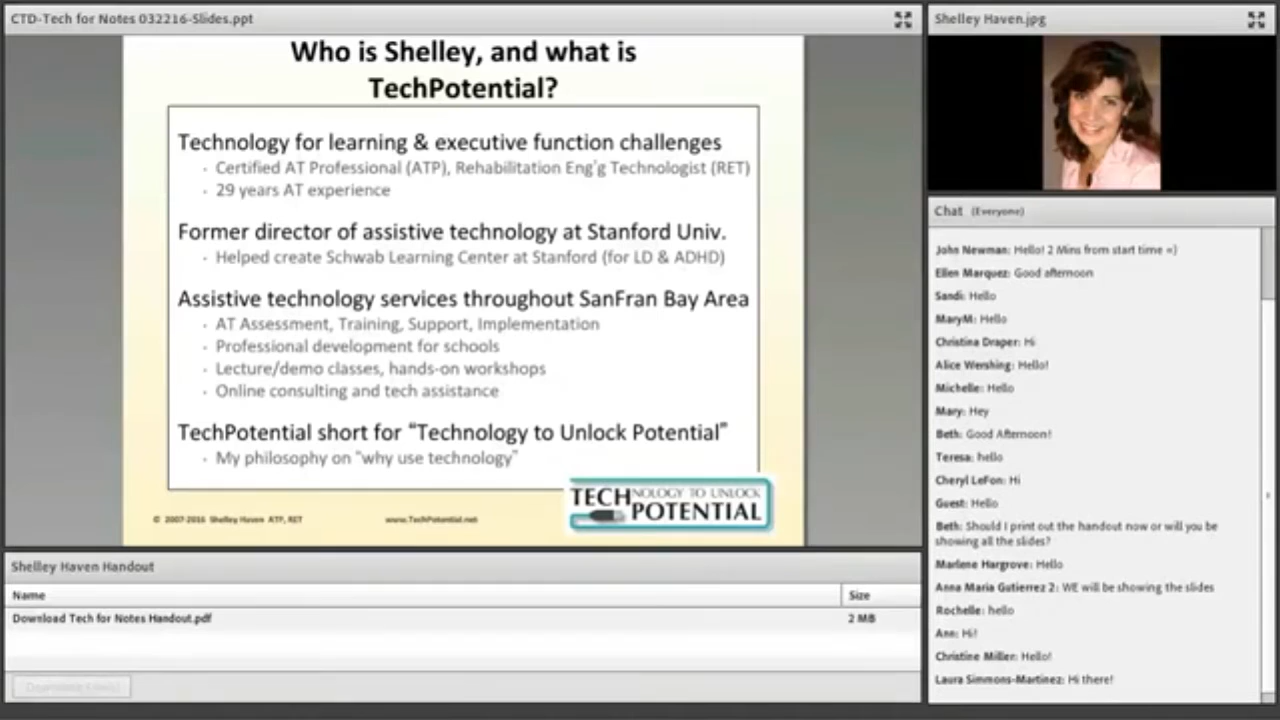 CTD-Tech for Notes 032216-Slides.ppt
Who is Shelley, and what is
TechPotential?
Technology for learning & executive function challenges
· Certified AT Professional (ATP), Rehabilitation Eng'g Technologist (RET)
· 29 years AT experience
Former director of assistive technology at Stanford Univ.
· Helped create Schwab Learning Center at Stanford (for LD & ADHD)
Assistive technology services throughout SanFran Bay Area
· AT Assessment, Training, Support, Implementation
· Professional development for schools
· Lecture/demo classes, hands-on workshops
· Online consulting and tech assistance
TechPotential short for “Technology to Unlock Potential”
· My philosophy on “why use technology”
TECHNOLOGY TO UNLOCK
POTENTIAL
© 2007-2016 Shelley Haven ATP, RET
www.TechPotential.net
Shelley Haven Handout
Name
Size
Download Tech for Notes Handout.pdf
2 MB
Download File(s)
Shelley Haven.jpg
Chat (Everyone)
John Newman: Hello! 2 Mins from start time =)
Ellen Marquez: Good afternoon
Sandi: Hello
MaryM: Hello
Christina Draper: Hi
Alice Wershing: Hello!
Michelle: Hello
Mary: Hey
Beth: Good Afternoon!
Teresa: hello
Cheryl LeFon: Hi
Guest: Hello
Beth: Should I print out the handout now or will you be
showing all the slides?
Marlene Hargrove: Hello
Anna Maria Gutierrez 2: WE will be showing the slides
Rochelle: hello
Ann: Hi!
Christine Miller: Hello!
Laura Simmons-Martinez: Hi there!